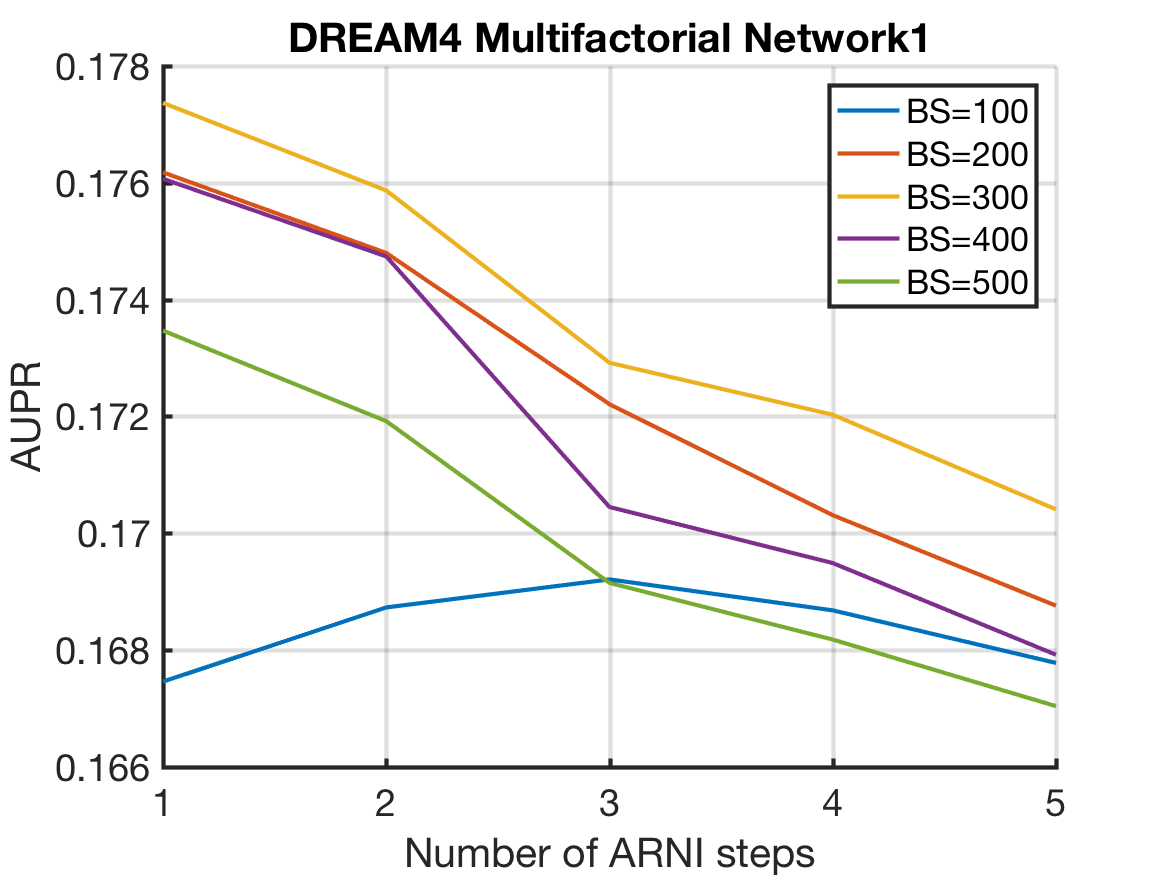 DREAM4 Multifactorial Network1
0.178
0.176
0.174
0.172
0.17
0.168
0.166
AUPR
BS=100
BS=200
BS=300
BS=400
BS=500
1 2 3 4 5
Number of ARNI steps